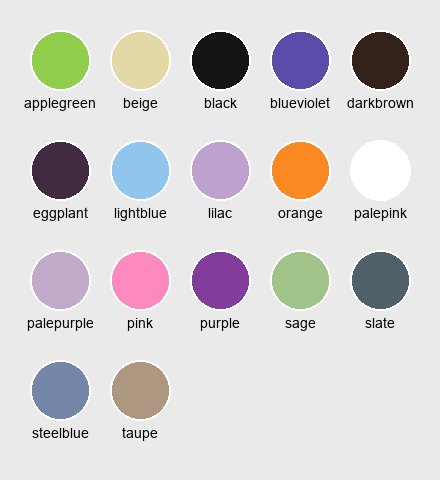 applegreen beige black blueviolet darkbrown
eggplant lightblue lilac orange palepink
palepurple pink purple sage slate
steelblue taupe